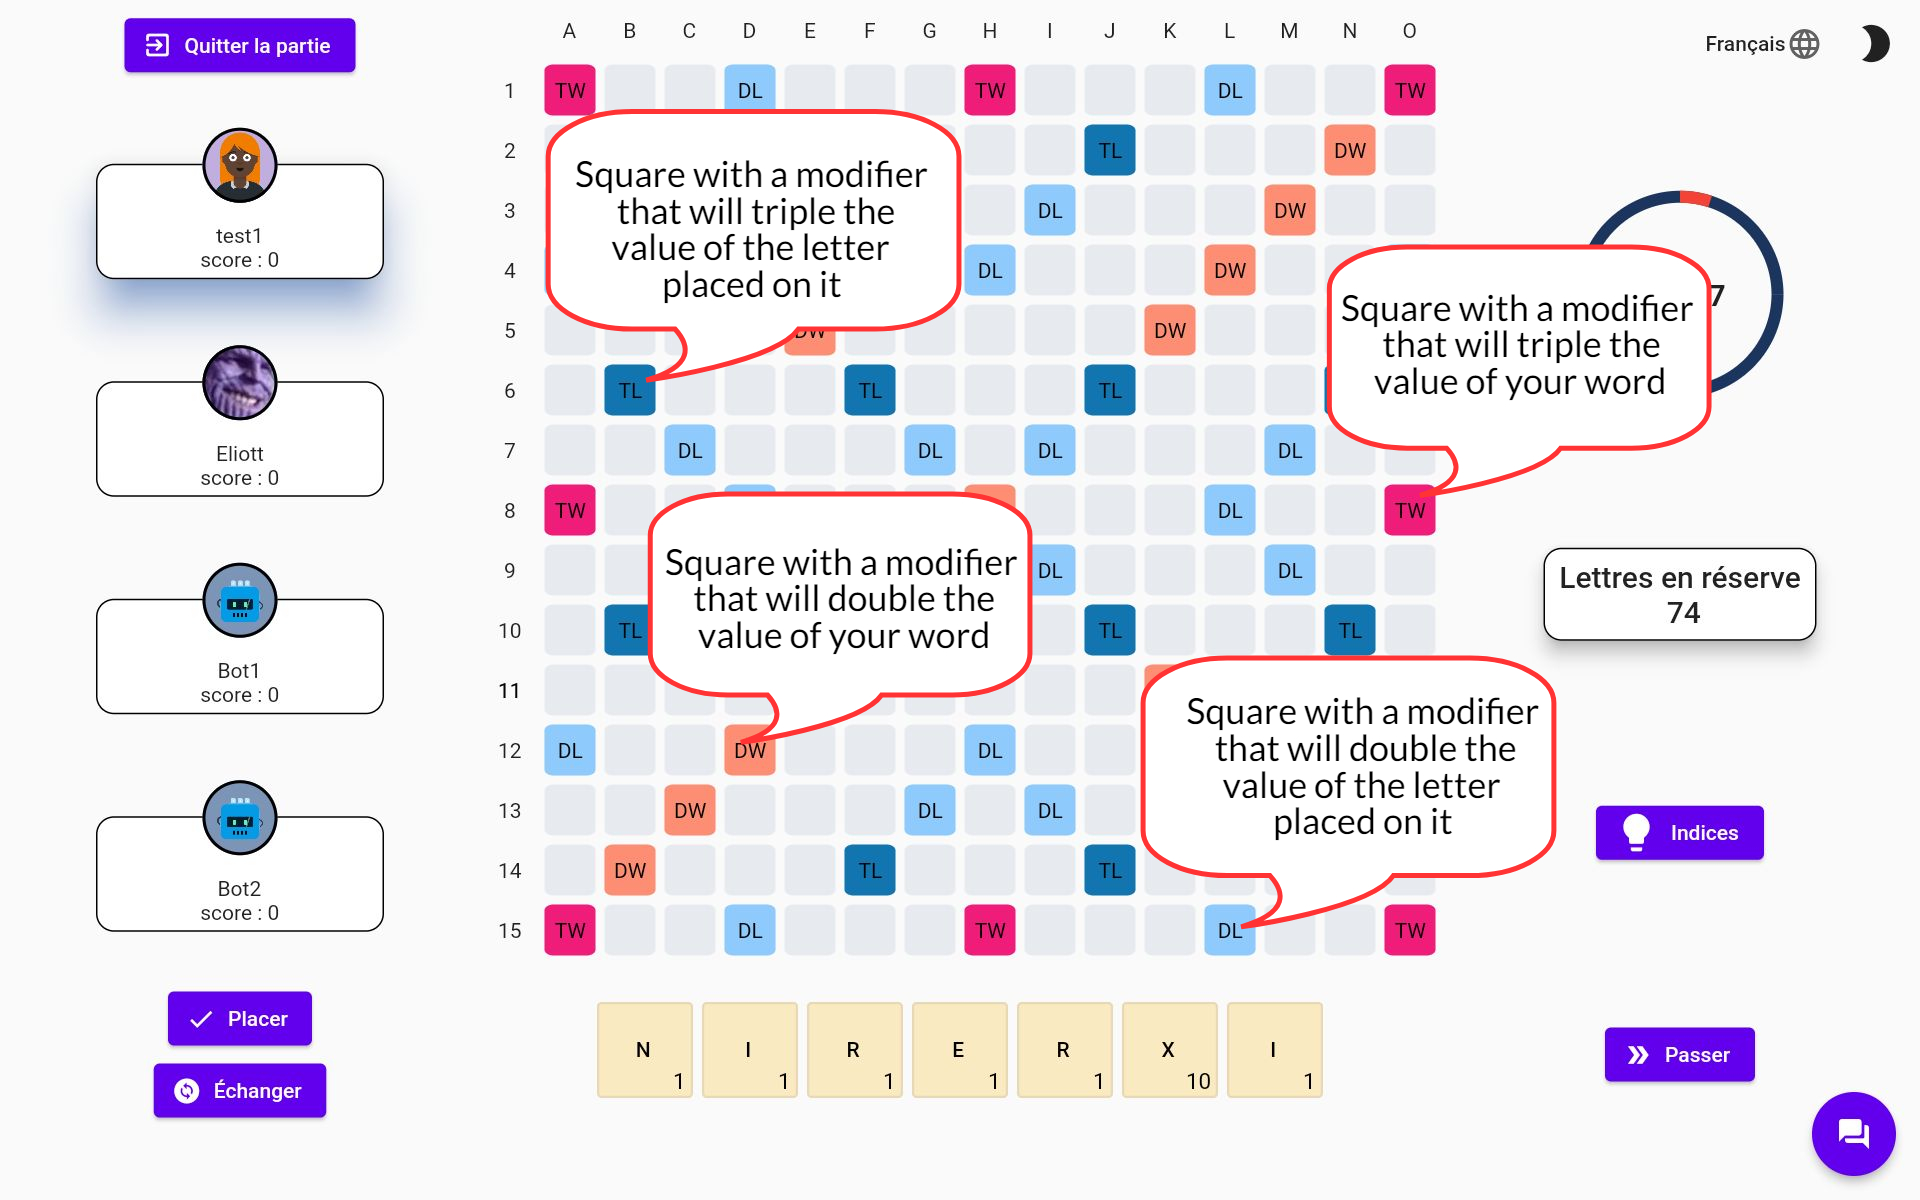 Quitter la partie
A B C D E F G H I J K L M N O
Français
1 TW DL TW DL TW
2 TL DW
3 DL DW
4 DL DW
5 DW DW
6 TL TL TL
7 DL DL DL DL
8 TW DL TW
9 DL DL
10 TL TL TL
11
12 DL DW DL
13 DW DL DL
14 DW TL TL
15 TW DL TW DL TW
Square with a modifier
that will triple the
value of the letter
placed on it
Square with a modifier
that will triple the
value of your word
Square with a modifier
that will double the
value of your word
Square with a modifier
that will double the
value of the letter
placed on it
test1
score : 0
Eliott
score : 0
Bot1
score : 0
Bot2
score : 0
7
Lettres en réserve
74
Indices
Placer
Échanger
N I R E R X I
1 1 1 1 1 10 1
Passer